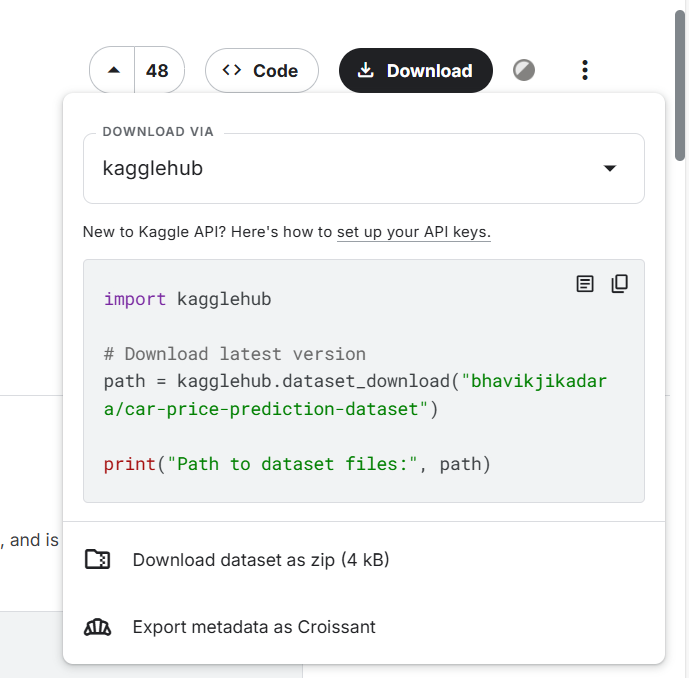 48
<> Code
Download
DOWNLOAD VIA
kagglehub
New to Kaggle API? Here's how to set up your API keys.
import kagglehub
# Download latest version
path = kagglehub.dataset_download("bhavikjikadar
a/car-price-prediction-dataset")
print("Path to dataset files:", path)
, and is
Download dataset as zip (4 kB)
Export metadata as Croissant